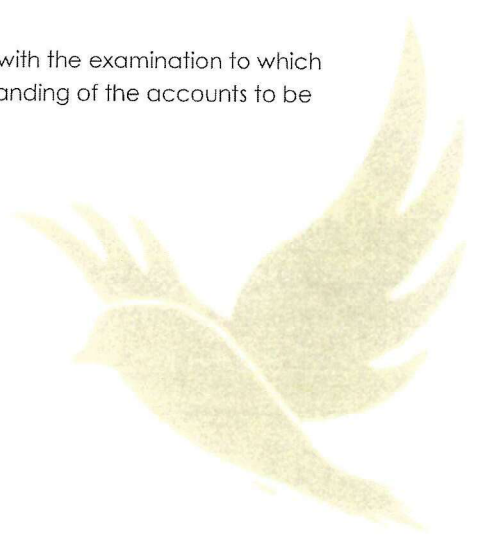 with the examination to which
anding of the accounts to be